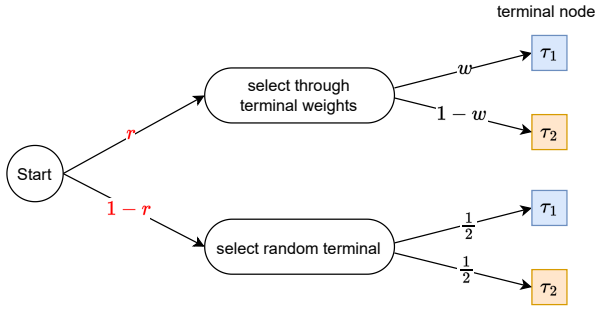 terminal node
τ₁
w
select through
terminal weights
1 − w
τ₂
r
Start
1 − r
τ₁
1/2
select random terminal
1/2
τ₂